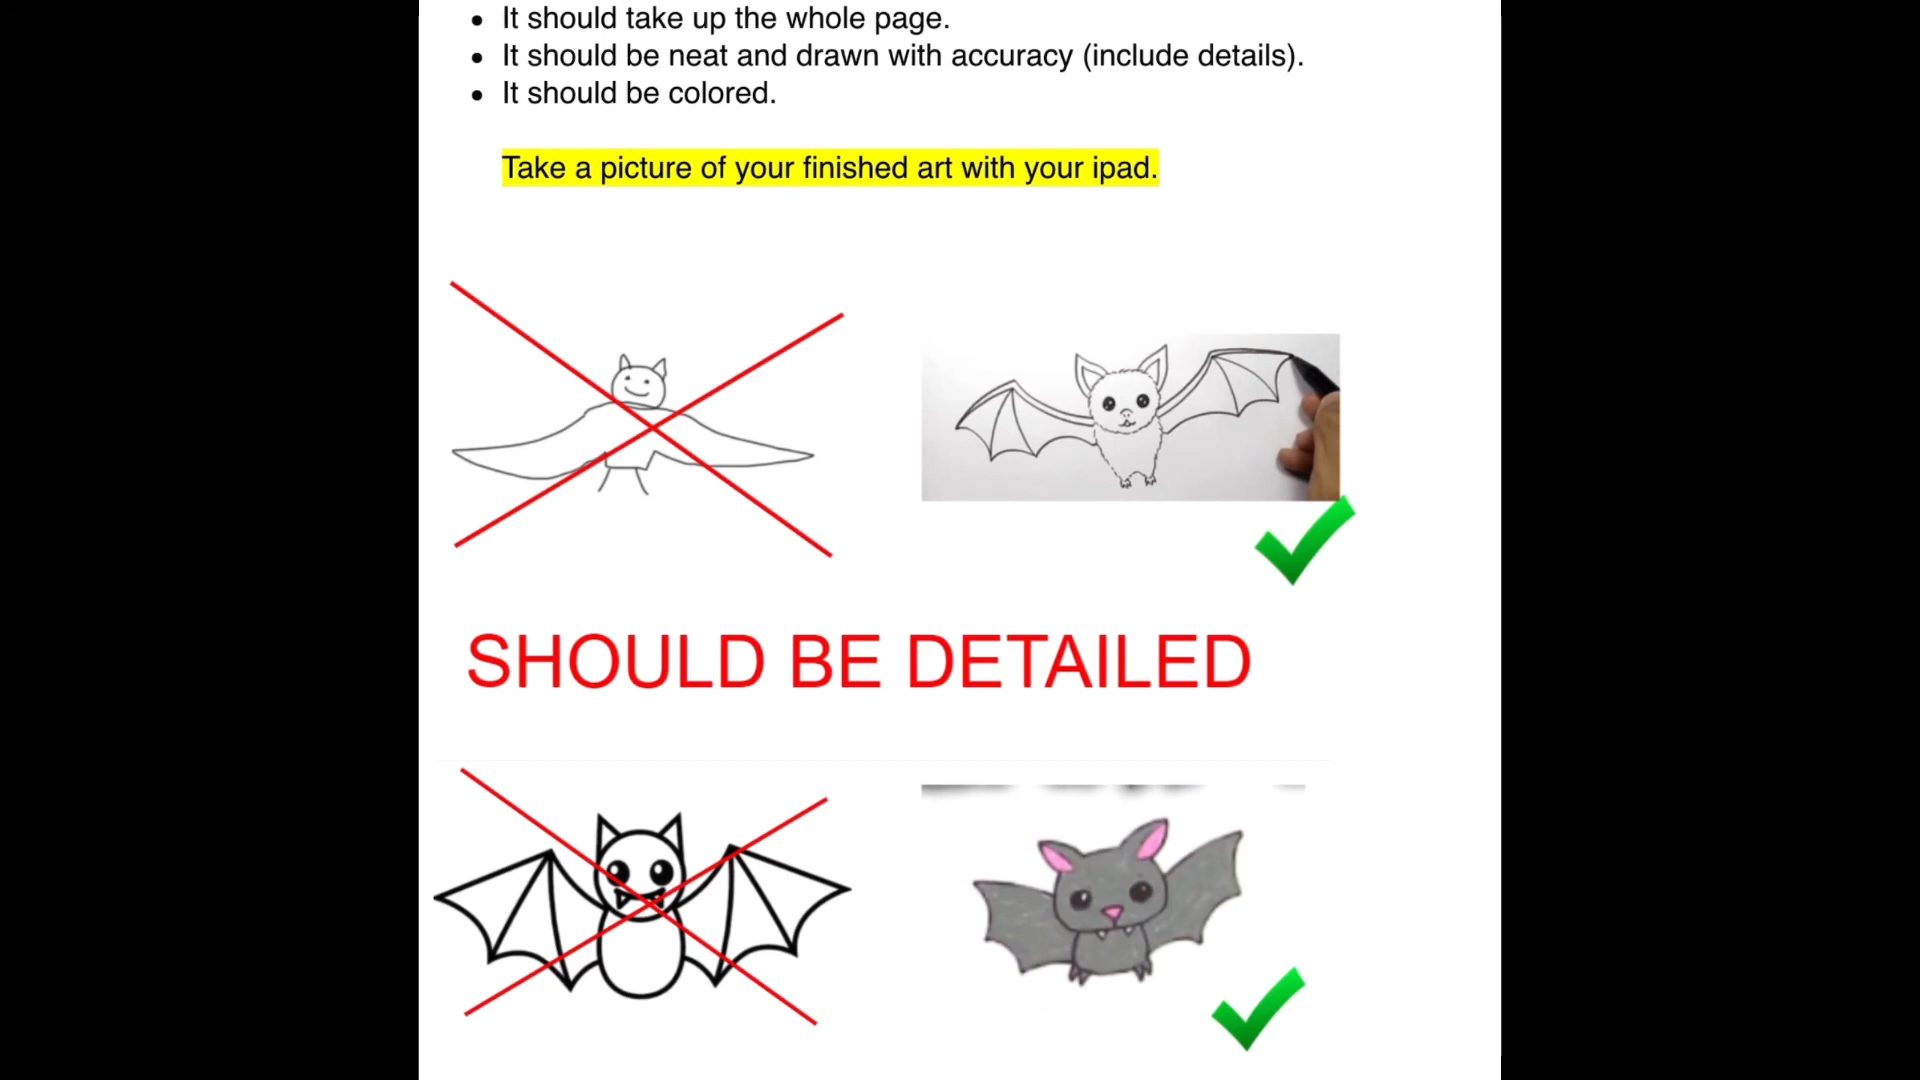 It should take up the whole page.
It should be neat and drawn with accuracy (include details).
It should be colored.
Take a picture of your finished art with your ipad.
SHOULD BE DETAILED